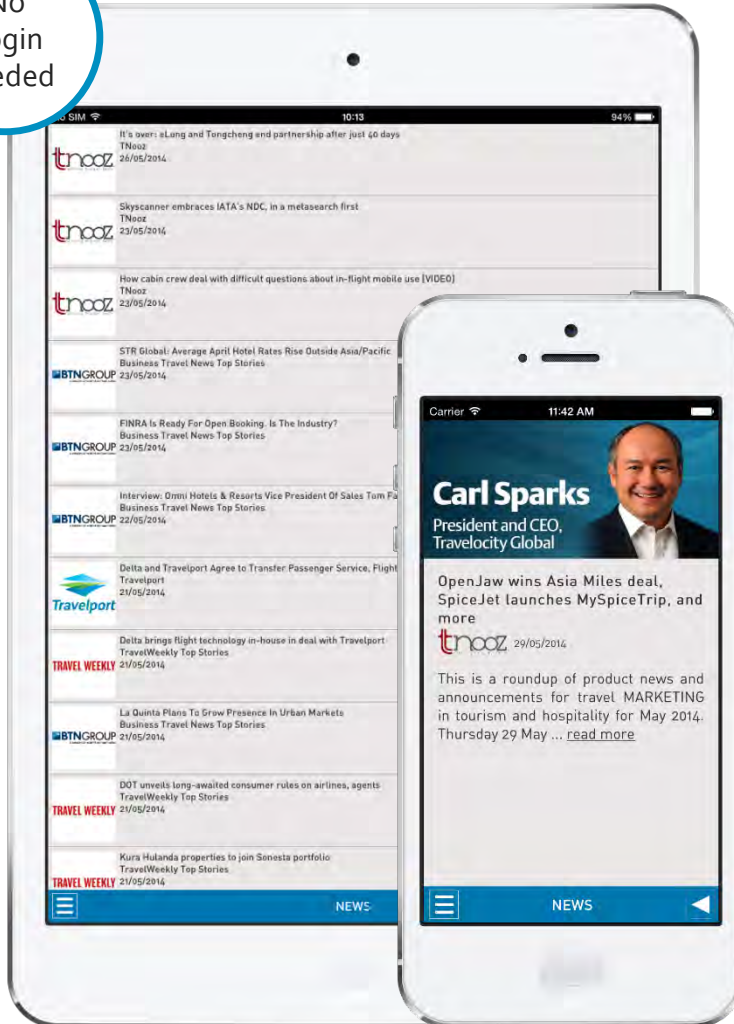 No
gin
eded
SIM 10:13 94%
It's over: eLong and Tongcheng end partnership after just 40 days
TNooz
tnooz 26/05/2014
Skyscanner embraces IATA's NDC, in a metasearch first
TNooz
tnooz 23/05/2014
How cabin crew deal with difficult questions about in-flight mobile use (VIDEO)
TNooz
tnooz 23/05/2014
STR Global: Average April Hotel Rates Rise Outside Asia/Pacific
Business Travel News Top Stories
BTNGROUP 23/05/2014
FINRA Is Ready For Open Booking. Is The Industry?
Business Travel News Top Stories
BTNGROUP 23/05/2014
Interview: Omni Hotels & Resorts Vice President Of Sales Tom Fa
Business Travel News Top Stories
BTNGROUP 22/05/2014
Delta and Travelport Agree to Transfer Passenger Service, Flight
Travelport
21/05/2014
Travelport
Delta brings flight technology in-house in deal with Travelport
TravelWeekly Top Stories
TRAVEL WEEKLY 21/05/2014
La Quinta Plans To Grow Presence In Urban Markets
Business Travel News Top Stories
BTNGROUP 21/05/2014
DOT unveils long-awaited consumer rules on airlines, agents
TravelWeekly Top Stories
TRAVEL WEEKLY 21/05/2014
Kura Hulanda properties to join Sonesta portfolio
TravelWeekly Top Stories
TRAVEL WEEKLY 21/05/2014
NEWS
Carrier 11:42 AM
Carl Sparks
President and CEO,
Travelocity Global
OpenJaw wins Asia Miles deal,
SpiceJet launches MySpiceTrip, and
more
tnooz 29/05/2014
This is a roundup of product news and
announcements for travel MARKETING
in tourism and hospitality for May 2014.
Thursday 29 May ... read more
NEWS